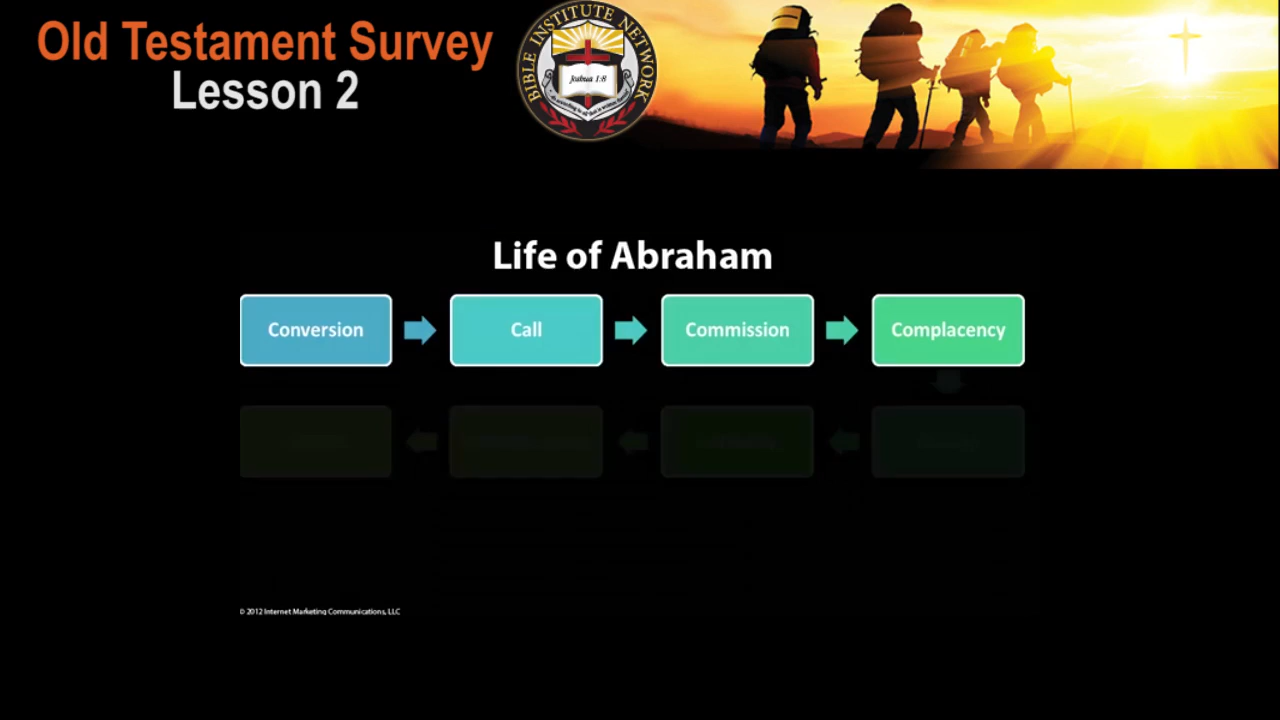 Old Testament Survey
Lesson 2
BIBLE INSTITUTE NETWORK
Joshua 1:8
Life of Abraham
Conversion
Call
Commission
Complacency
© 2012 Internet Marketing Communications, LLC